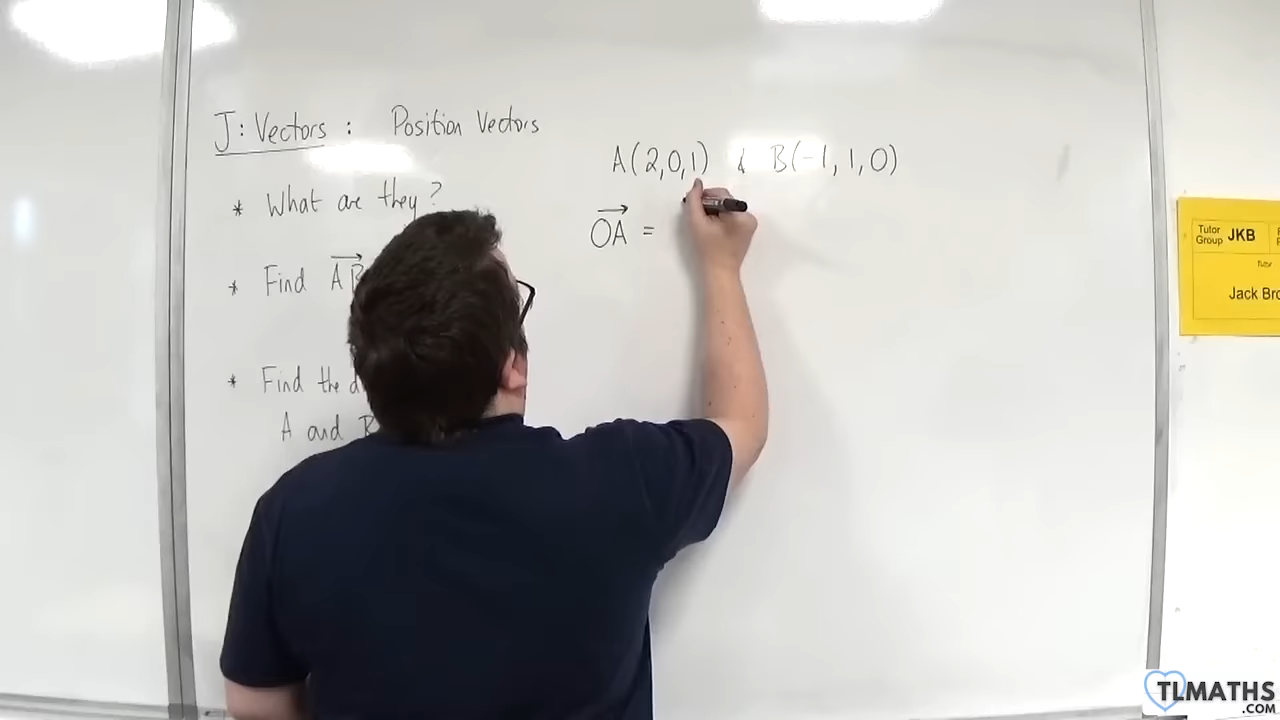 J: Vectors : Position Vectors
* What are they?
* Find AB
* Find the
A and B
A(2,0,1) & B(-1,1,0)
OA =
Tutor Group JKB
Tutor
Jack Bro
TLMATHS
.COM